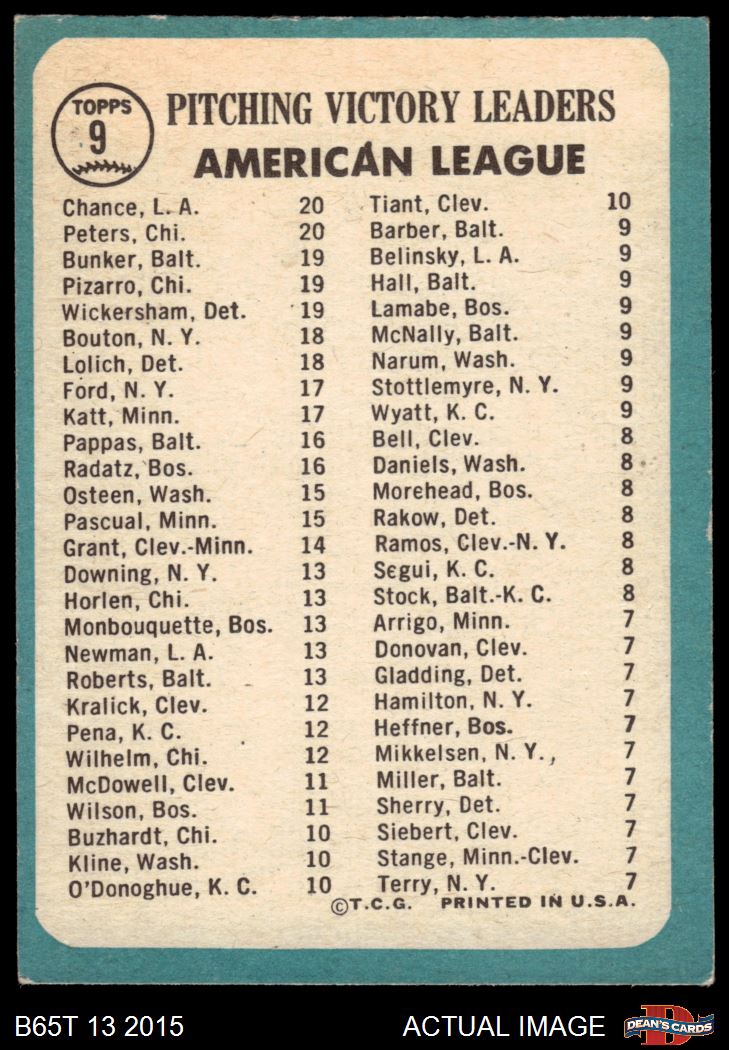 TOPPS
9
PITCHING VICTORY LEADERS
AMERICAN LEAGUE
Chance, L. A. 20
Peters, Chi. 20
Bunker, Balt. 19
Pizarro, Chi. 19
Wickersham, Det. 19
Bouton, N. Y. 18
Lolich, Det. 18
Ford, N. Y. 17
Katt, Minn. 17
Pappas, Balt. 16
Radatz, Bos. 16
Osteen, Wash. 15
Pascual, Minn. 15
Grant, Clev.-Minn. 14
Downing, N. Y. 13
Horlen, Chi. 13
Monbouquette, Bos. 13
Newman, L. A. 13
Roberts, Balt. 13
Kralick, Clev. 12
Pena, K. C. 12
Wilhelm, Chi. 12
McDowell, Clev. 11
Wilson, Bos. 11
Buzhardt, Chi. 10
Kline, Wash. 10
O'Donoghue, K. C. 10
Tiant, Clev. 10
Barber, Balt. 9
Belinsky, L. A. 9
Hall, Balt. 9
Lamabe, Bos. 9
McNally, Balt. 9
Narum, Wash. 9
Stottlemyre, N. Y. 9
Wyatt, K. C. 9
Bell, Clev. 8
Daniels, Wash. 8
Morehead, Bos. 8
Rakow, Det. 8
Ramos, Clev.-N. Y. 8
Segui, K. C. 8
Stock, Balt.-K. C. 8
Arrigo, Minn. 7
Donovan, Clev. 7
Gladding, Det. 7
Hamilton, N. Y. 7
Heffner, Bos. 7
Mikkelsen, N. Y., 7
Miller, Balt. 7
Sherry, Det. 7
Siebert, Clev. 7
Stange, Minn.-Clev. 7
Terry, N. Y. 7
©T.C.G. PRINTED IN U.S.A.
B65T 13 2015 ACTUAL IMAGE
D
DEAN'S CARDS